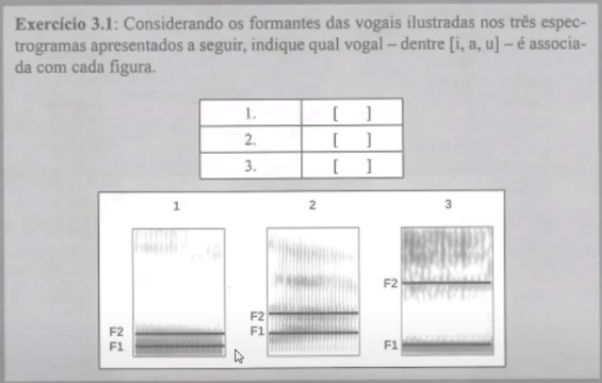 Exercício 3.1: Considerando os formantes das vogais ilustradas nos três espec-
trogramas apresentados a seguir, indique qual vogal – dentre [i, a, u] – é associa-
da com cada figura.
1. [ ]
2. [ ]
3. [ ]
1 2 3
F2
F2
F2
F1
F1
F1